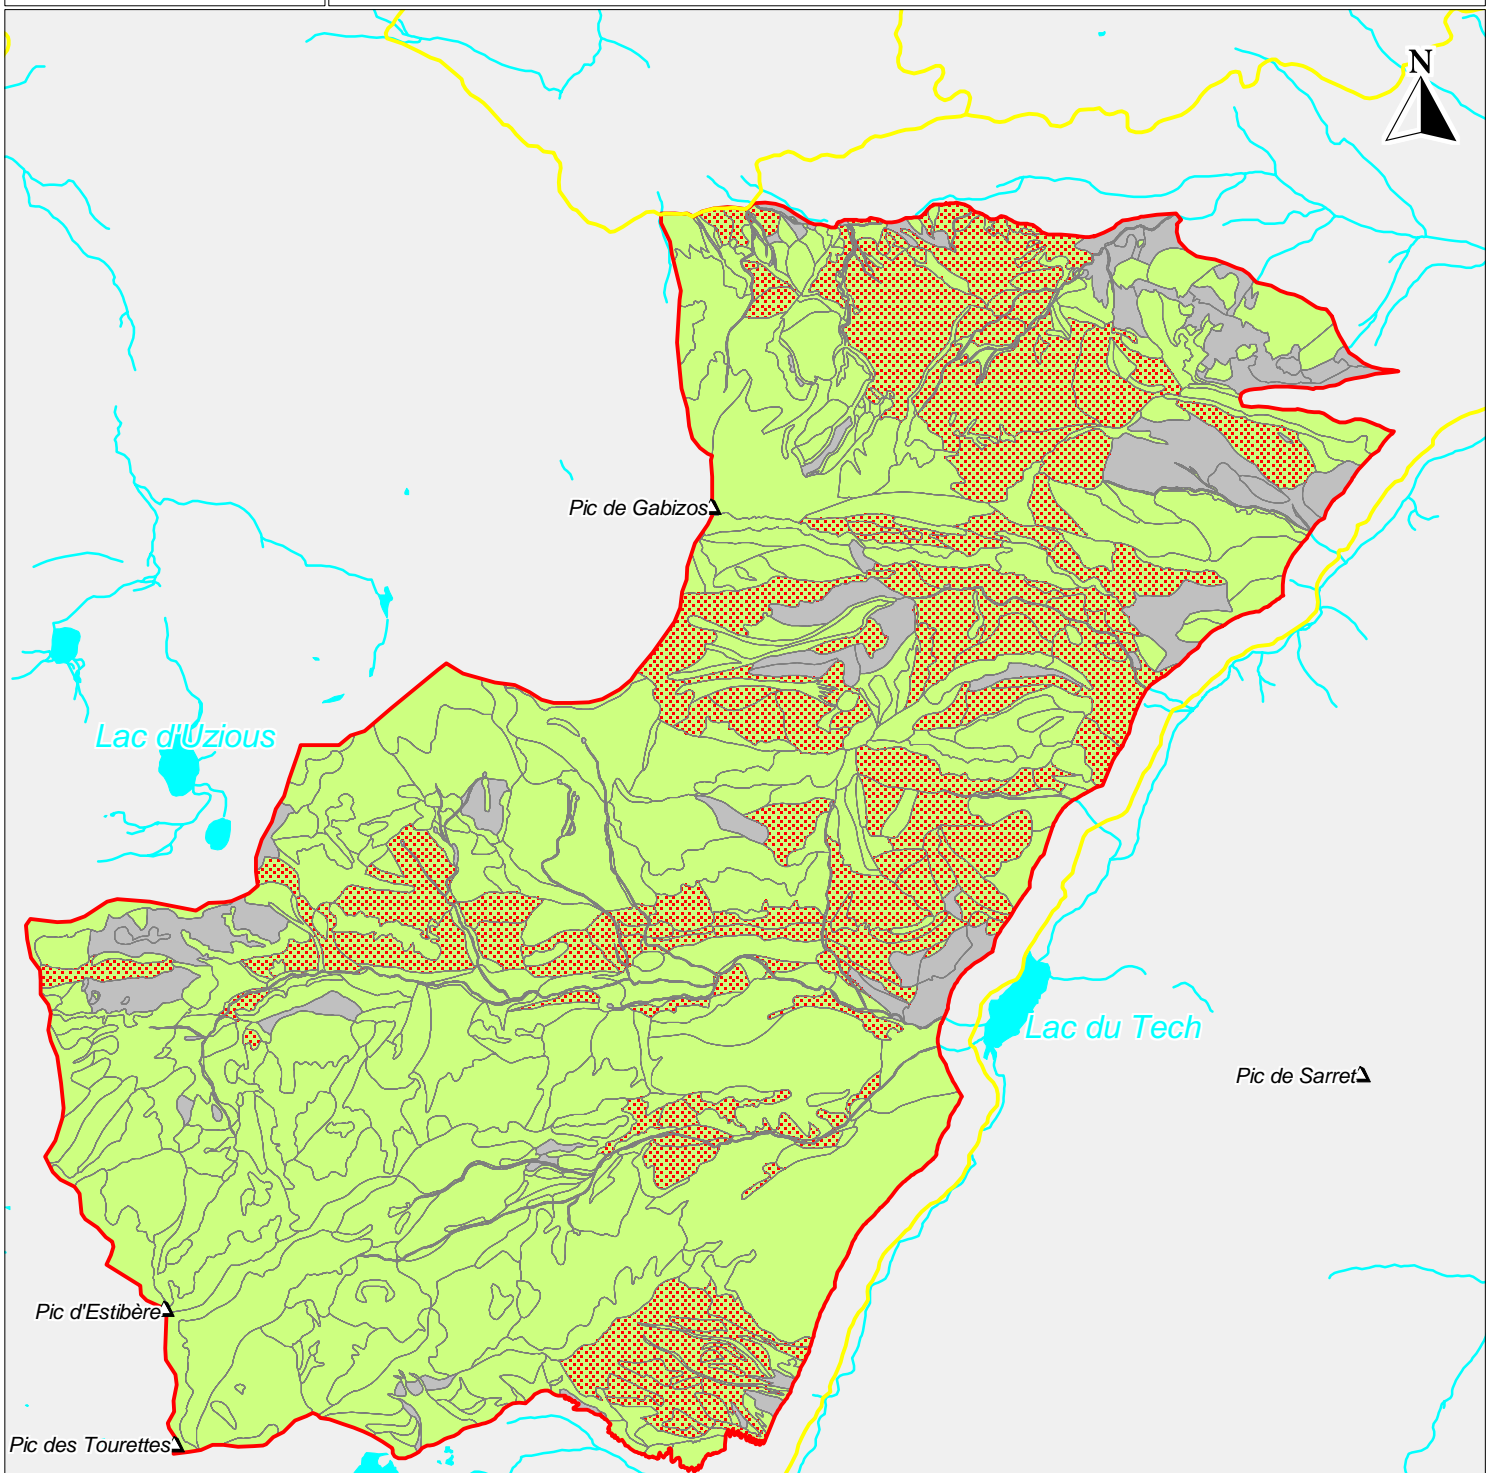 N
Pic de Gabizos
Lac d'Uzious
Lac du Tech
Pic de Sarret
Pic d'Estibère
Pic des Tourettes